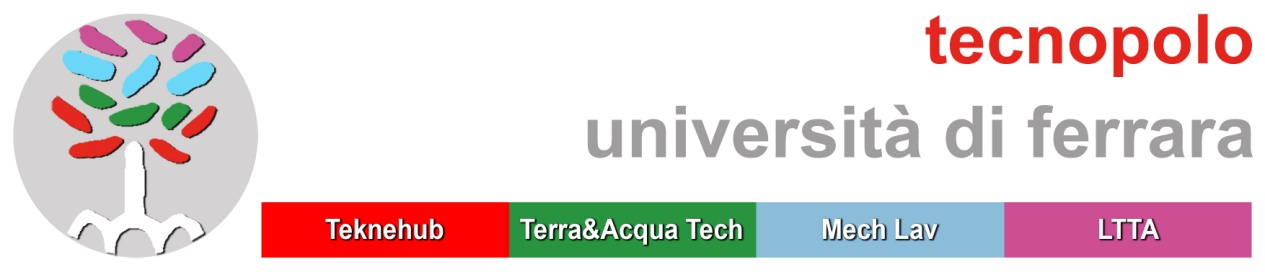 tecnopolo
università di ferrara
Teknehub Terra&Acqua Tech Mech Lav LTTA